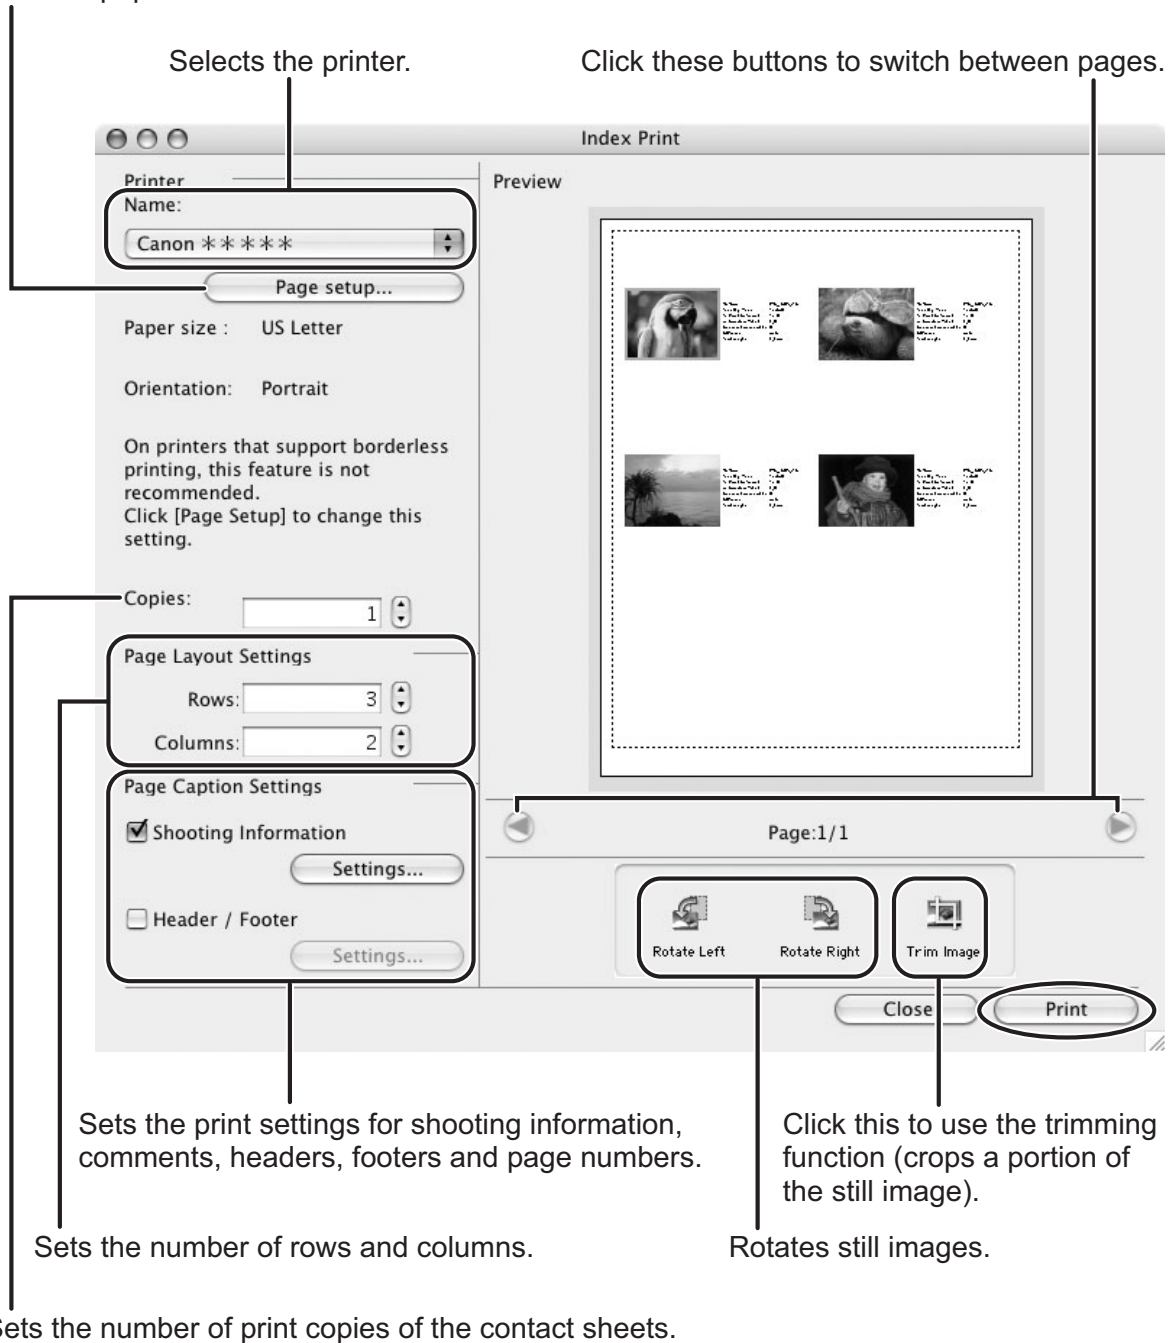 Selects the printer.
Click these buttons to switch between pages.
Index Print
Printer
Name:
Canon *****
Page setup...
Paper size : US Letter
Orientation: Portrait
On printers that support borderless
printing, this feature is not
recommended.
Click [Page Setup] to change this
setting.
Copies: 1
Page Layout Settings
Rows: 3
Columns: 2
Page Caption Settings
Shooting Information
Settings...
Header / Footer
Settings...
Preview
Page:1/1
Rotate Left
Rotate Right
Trim Image
Close
Print
Sets the print settings for shooting information,
comments, headers, footers and page numbers.
Click this to use the trimming
function (crops a portion of
the still image).
Sets the number of rows and columns.
Rotates still images.
Sets the number of print copies of the contact sheets.